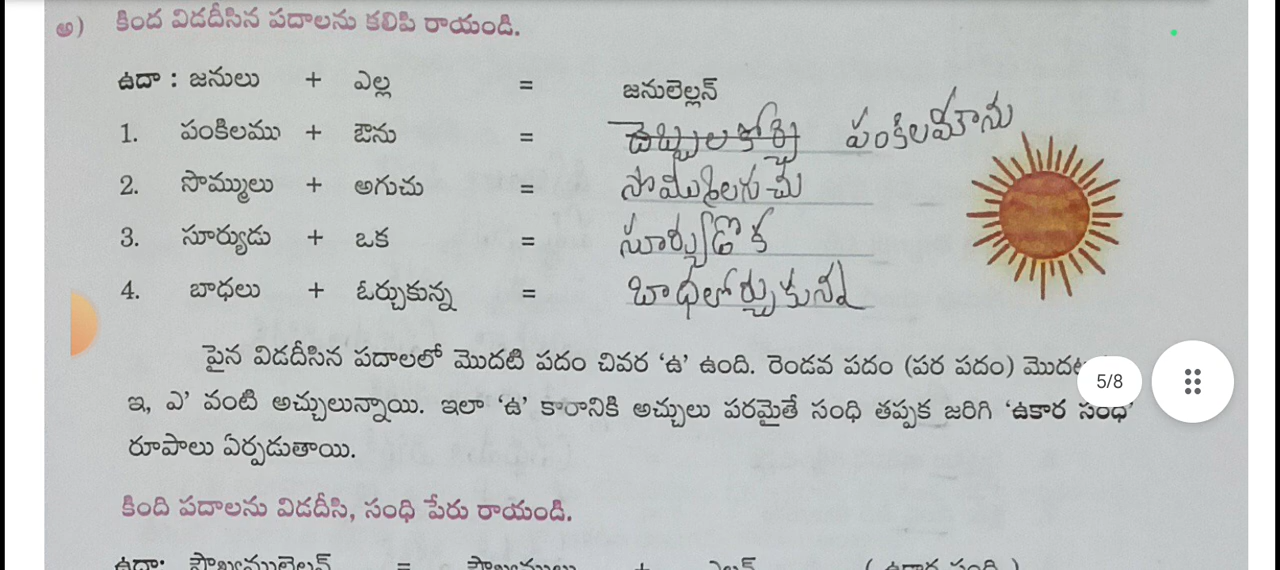 అ) కింద విడదీసిన పదాలను కలిపి రాయండి.
ఉదా : జనులు + ఎల్ల = జనులెల్లన్
1. పంకిలము + ఔను = పంకిలమౌను
2. సొమ్ములు + అగుచు = సొమ్ములగుచు
3. సూర్యుడు + ఒక = సూర్యుడొక
4. బాధలు + ఓర్చుకున్న = బాధలోర్చుకున్న
పైన విడదీసిన పదాలలో మొదటి పదం చివర ‘ఉ’ ఉంది. రెండవ పదం (పర పదం)
5/8
ఇ, ఎ’ వంటి అచ్చులున్నాయి. ఇలా ‘ఉ’ కారానికి అచ్చులు పరమైతే సంధి తప్పక జరిగి ‘ఉకార సంధి’
రూపాలు ఏర్పడుతాయి.
కింది పదాలను విడదీసి, సంధి పేరు రాయండి.